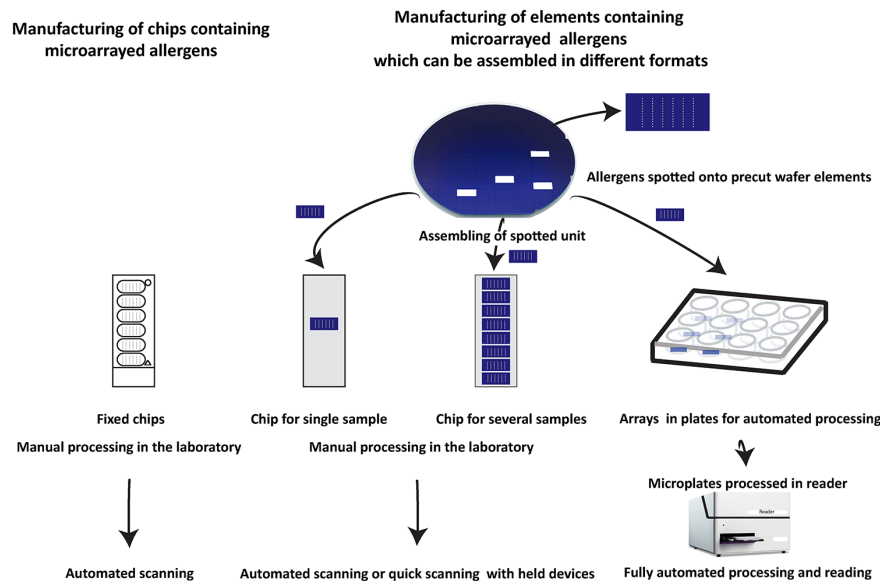 Manufacturing of chips containing
microarrayed allergens
Manufacturing of elements containing
microarrayed allergens
which can be assembled in different formats
Allergens spotted onto precut wafer elements
Assembling of spotted unit
Fixed chips
Manual processing in the laboratory
Automated scanning
Chip for single sample
Chip for several samples
Manual processing in the laboratory
Automated scanning or quick scanning with held devices
Arrays in plates for automated processing
Microplates processed in reader
Reader
Fully automated processing and reading